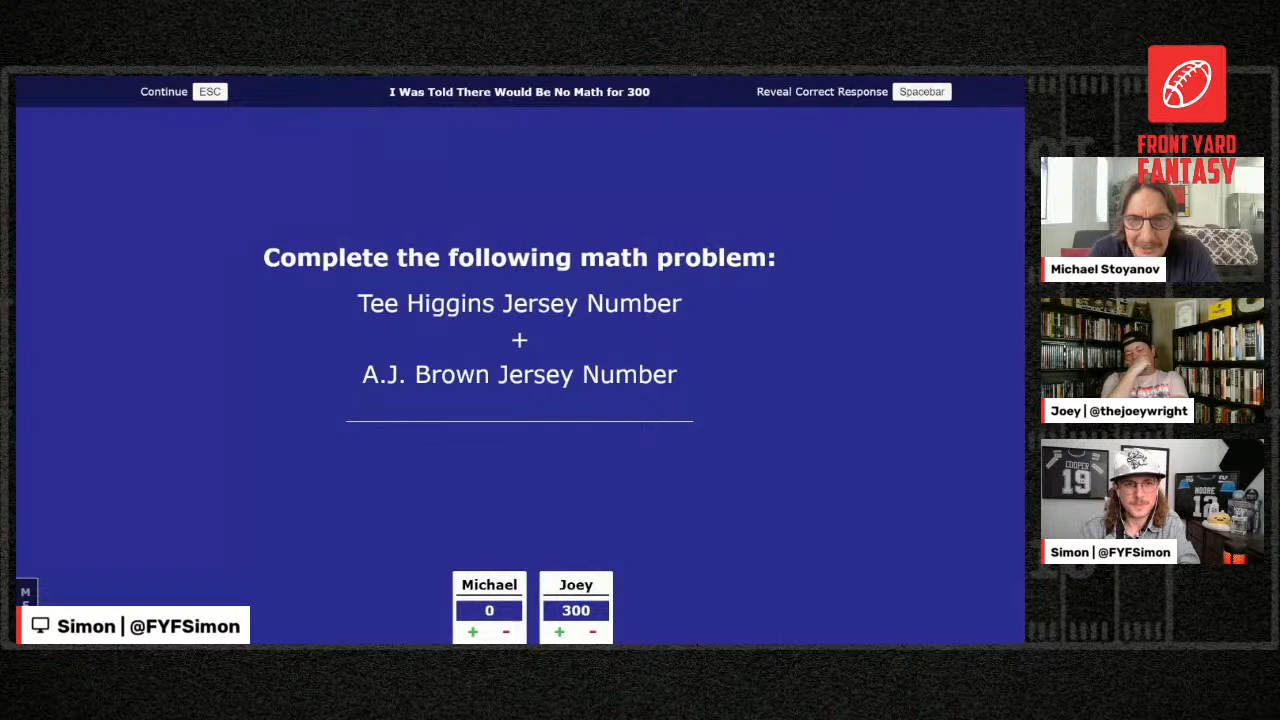 Continue ESC
I Was Told There Would Be No Math for 300
Reveal Correct Response Spacebar
FRONT YARD
FANTASY
Complete the following math problem:
Tee Higgins Jersey Number
+
A.J. Brown Jersey Number
Michael Stoyanov
Joey | @thejoeywright
COOPER
19
MOORE
12
Simon | @FYFSimon
Michael
0
+ -
Joey
300
+ -
M
Simon | @FYFSimon